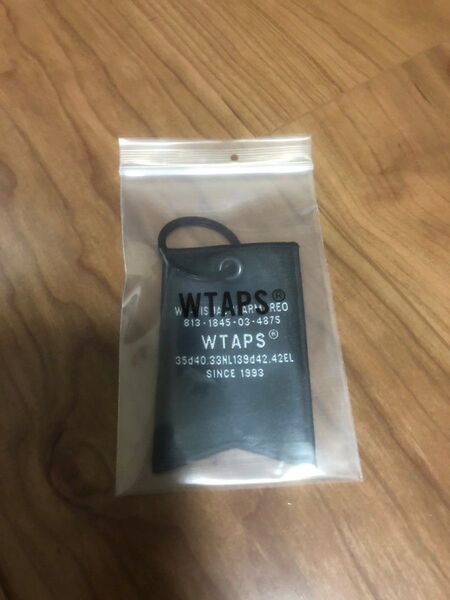 WTAPS®
813-1845-03-4875
WTAPS®
35d40.33NL139d42.42EL
SINCE 1993